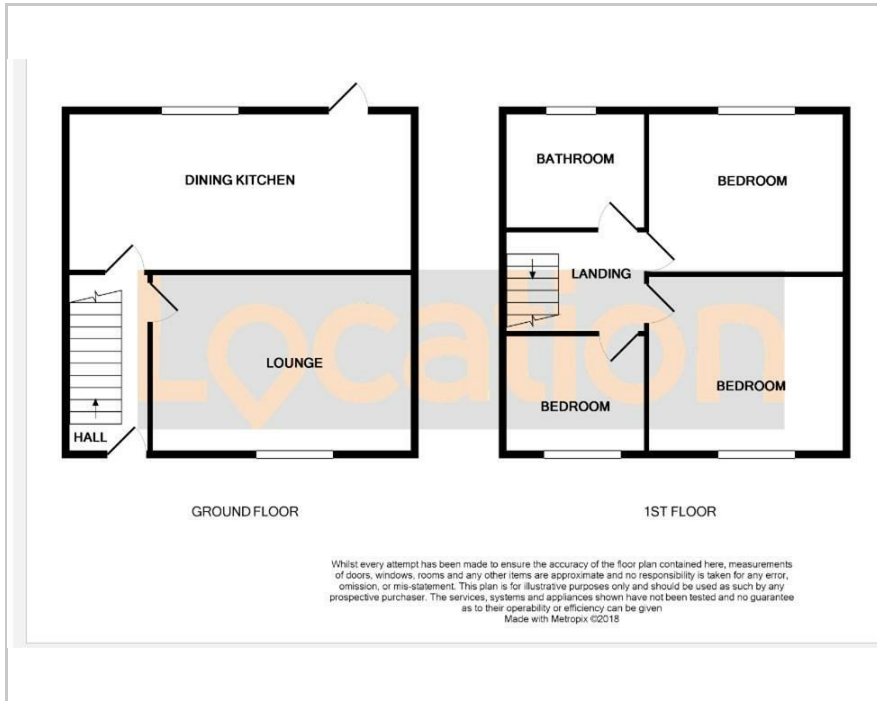 DINING KITCHEN
LOUNGE
HALL
GROUND FLOOR
BATHROOM
BEDROOM
LANDING
BEDROOM
BEDROOM
1ST FLOOR
Location
Whilst every attempt has been made to ensure the accuracy of the floor plan contained here, measurements
of doors, windows, rooms and any other items are approximate and no responsibility is taken for any error,
omission, or mis-statement. This plan is for illustrative purposes only and should be used as such by any
prospective purchaser. The services, systems and appliances shown have not been tested and no guarantee
as to their operability or efficiency can be given
Made with Metropix ©2018